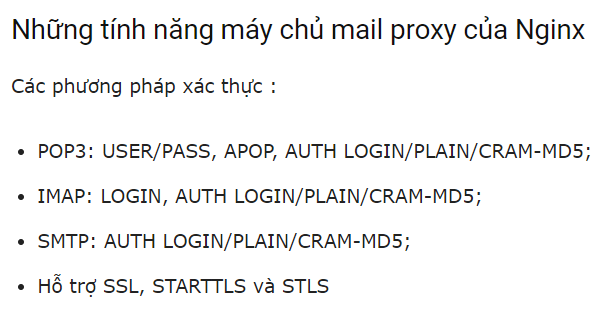 Những tính năng máy chủ mail proxy của Nginx
Các phương pháp xác thực :
• POP3: USER/PASS, APOP, AUTH LOGIN/PLAIN/CRAM-MD5;
• IMAP: LOGIN, AUTH LOGIN/PLAIN/CRAM-MD5;
• SMTP: AUTH LOGIN/PLAIN/CRAM-MD5;
• Hỗ trợ SSL, STARTTLS và STLS